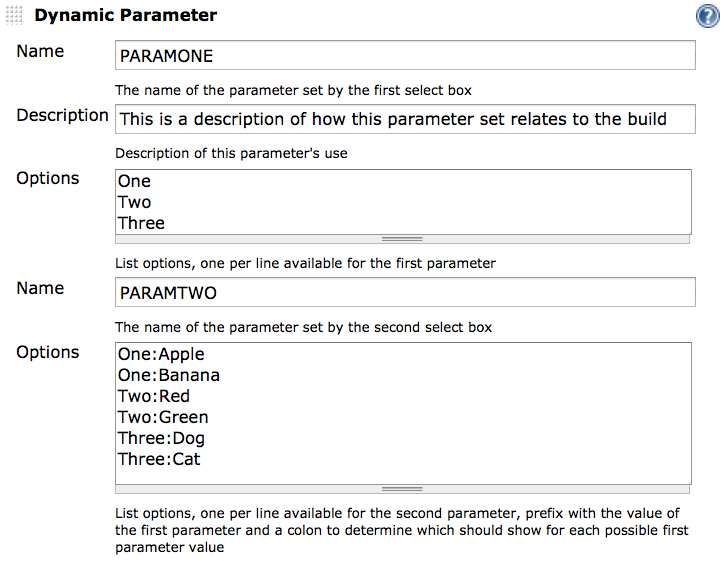 Dynamic Parameter
?
Name
PARAMONE
The name of the parameter set by the first select box
Description
This is a description of how this parameter set relates to the build
Description of this parameter's use
Options
One
Two
Three
List options, one per line available for the first parameter
Name
PARAMTWO
The name of the parameter set by the second select box
Options
One:Apple
One:Banana
Two:Red
Two:Green
Three:Dog
Three:Cat
List options, one per line available for the second parameter, prefix with the value of
the first parameter and a colon to determine which should show for each possible first
parameter value